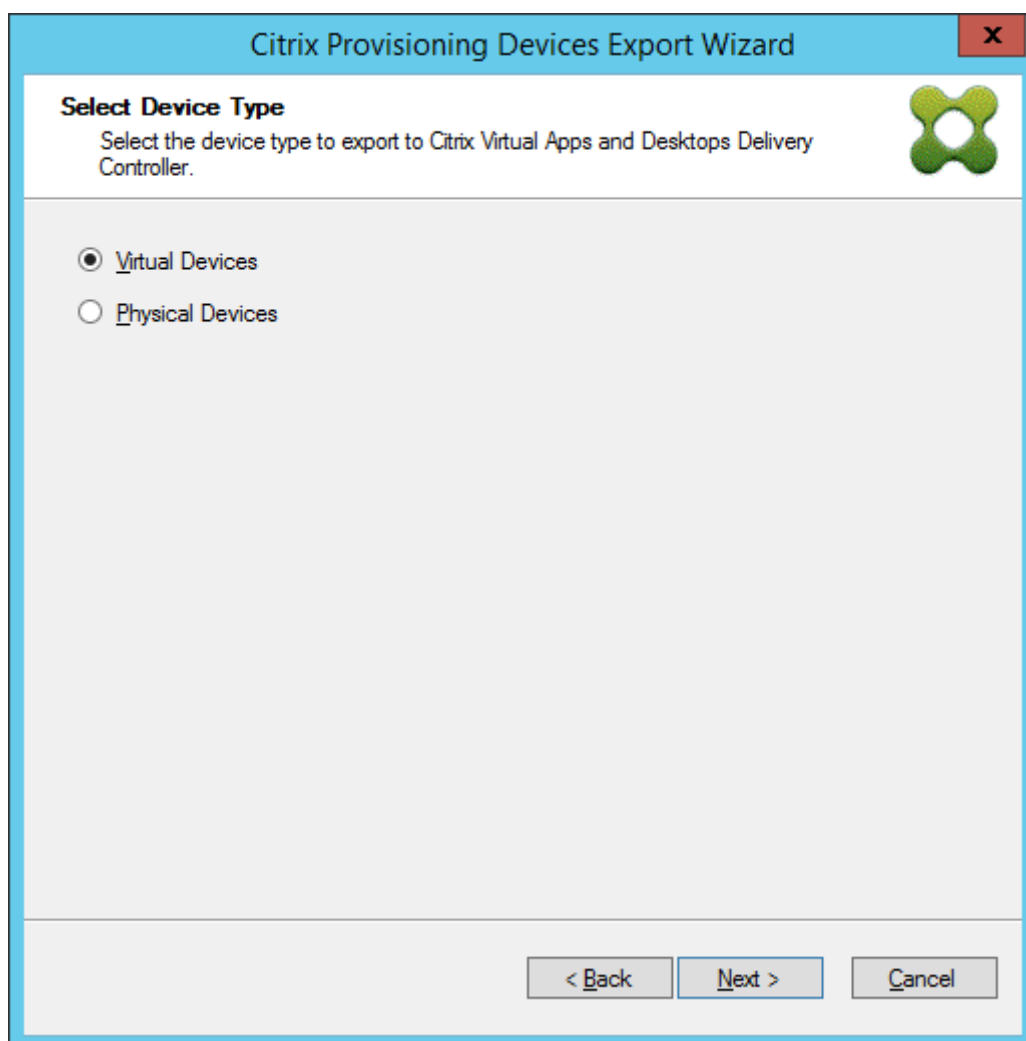 Citrix Provisioning Devices Export Wizard
x
Select Device Type
Select the device type to export to Citrix Virtual Apps and Desktops Delivery
Controller.
Virtual Devices
Physical Devices
< Back Next > Cancel